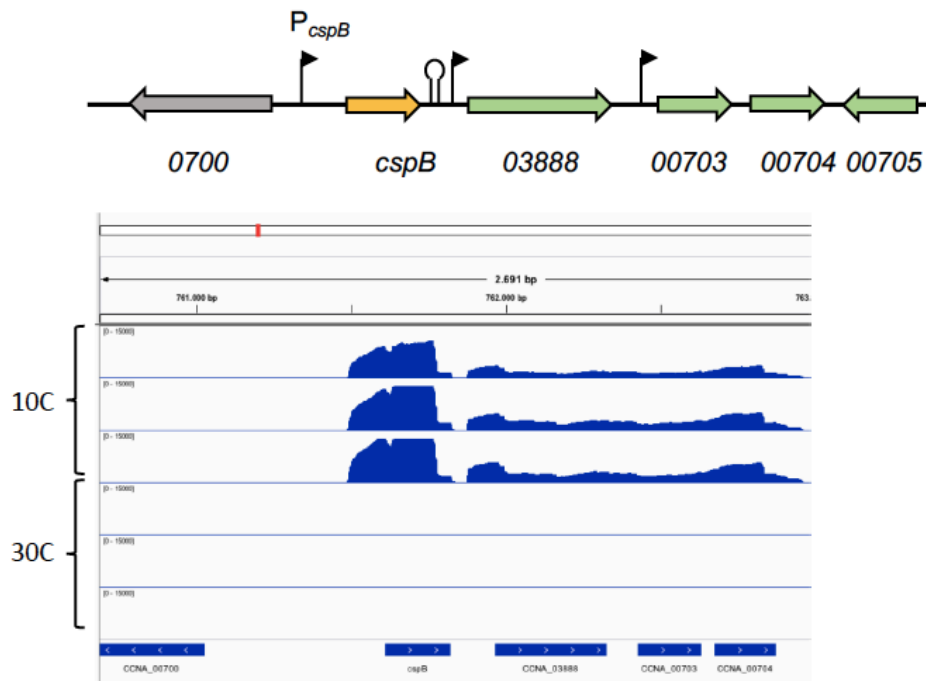 PcspB
0700 cspB 03888 00703 00704 00705
2.691 bp
761.000 bp 762.000 bp 763.
[0 - 15000]
10C
[0 - 15000]
[0 - 15000]
[0 - 15000]
30C
[0 - 15000]
[0 - 15000]
CCNA_00700 cspB CCNA_03888 CCNA_00703 CCNA_00704